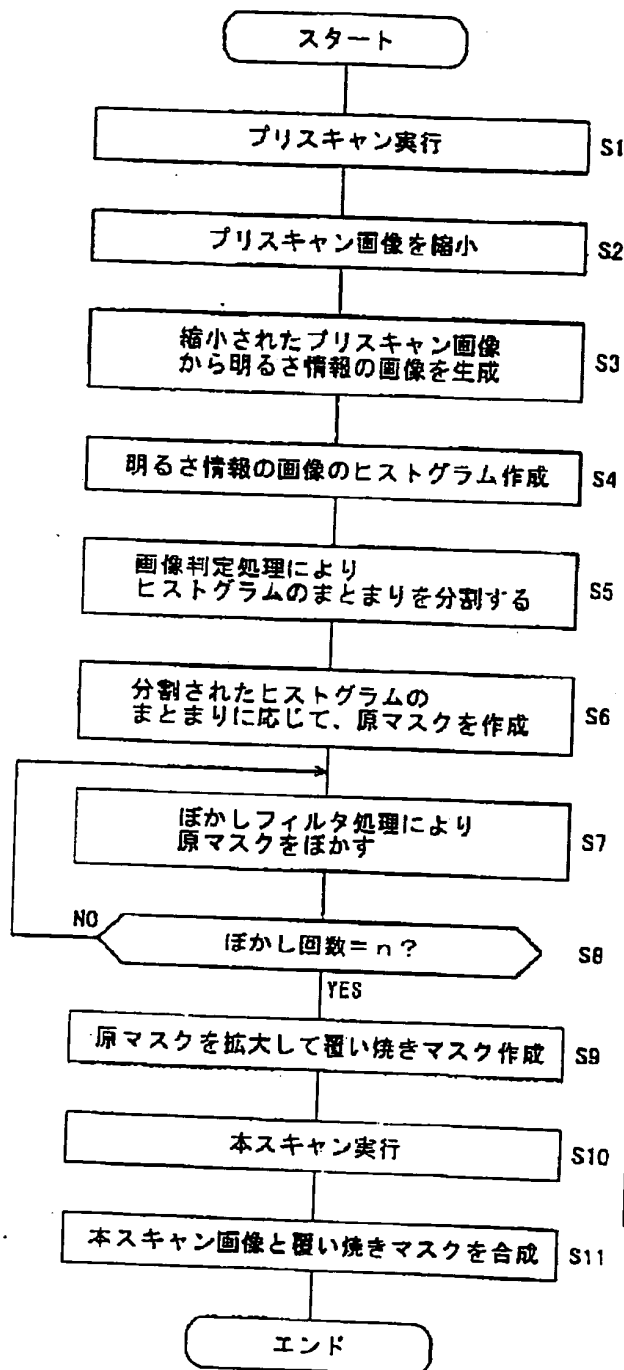 スタート
プリスキャン実行
S1
プリスキャン画像を縮小
S2
縮小されたプリスキャン画像
から明るさ情報の画像を生成
S3
明るさ情報の画像のヒストグラム作成
S4
画像判定処理により
ヒストグラムのまとまりを分割する
S5
分割されたヒストグラムの
まとまりに応じて、原マスクを作成
S6
ぼかしフィルタ処理により
原マスクをぼかす
S7
NO
ぼかし回数=n?
S8
YES
原マスクを拡大して覆い焼きマスク作成
S9
本スキャン実行
S10
本スキャン画像と覆い焼きマスクを合成
S11
エンド